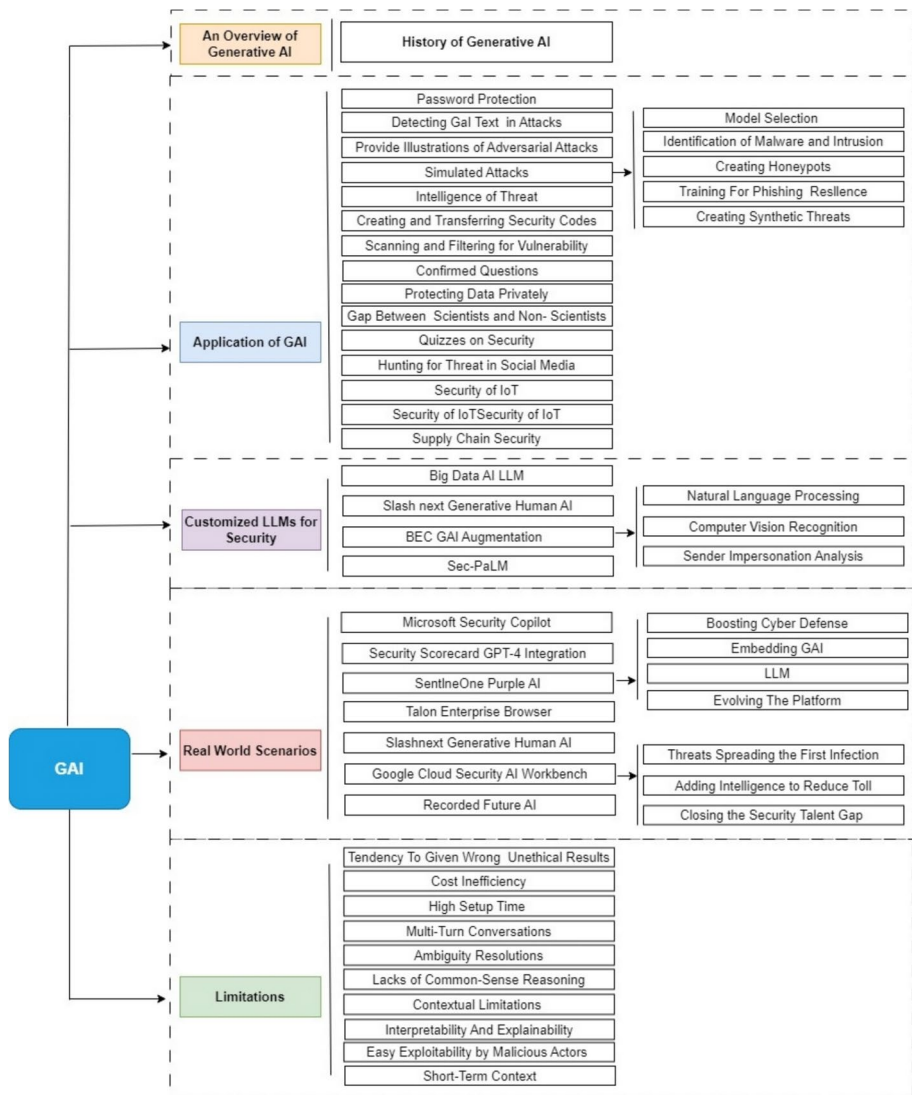 An Overview of
Generative AI
History of Generative AI
Application of GAI
Password Protection
Detecting Gal Text in Attacks
Provide Illustrations of Adversarial Attacks
Simulated Attacks
Intelligence of Threat
Creating and Transferring Security Codes
Scanning and Filtering for Vulnerability
Confirmed Questions
Protecting Data Privately
Gap Between Scientists and Non- Scientists
Quizzes on Security
Hunting for Threat in Social Media
Security of IoT
Security of IoTSecurity of IoT
Supply Chain Security
Model Selection
Identification of Malware and Intrusion
Creating Honeypots
Training For Phishing Resllence
Creating Synthetic Threats
Customized LLMs for
Security
Big Data AI LLM
Slash next Generative Human AI
BEC GAI Augmentation
Sec-PaLM
Natural Language Processing
Computer Vision Recognition
Sender Impersonation Analysis
GAI
Real World Scenarios
Microsoft Security Copilot
Security Scorecard GPT-4 Integration
SentIneOne Purple AI
Talon Enterprise Browser
Slashnext Generative Human AI
Google Cloud Security AI Workbench
Recorded Future AI
Boosting Cyber Defense
Embedding GAI
LLM
Evolving The Platform
Threats Spreading the First Infection
Adding Intelligence to Reduce Toll
Closing the Security Talent Gap
Limitations
Tendency To Given Wrong Unethical Results
Cost Inefficiency
High Setup Time
Multi-Turn Conversations
Ambiguity Resolutions
Lacks of Common-Sense Reasoning
Contextual Limitations
Interpretability And Explainability
Easy Exploitability by Malicious Actors
Short-Term Context